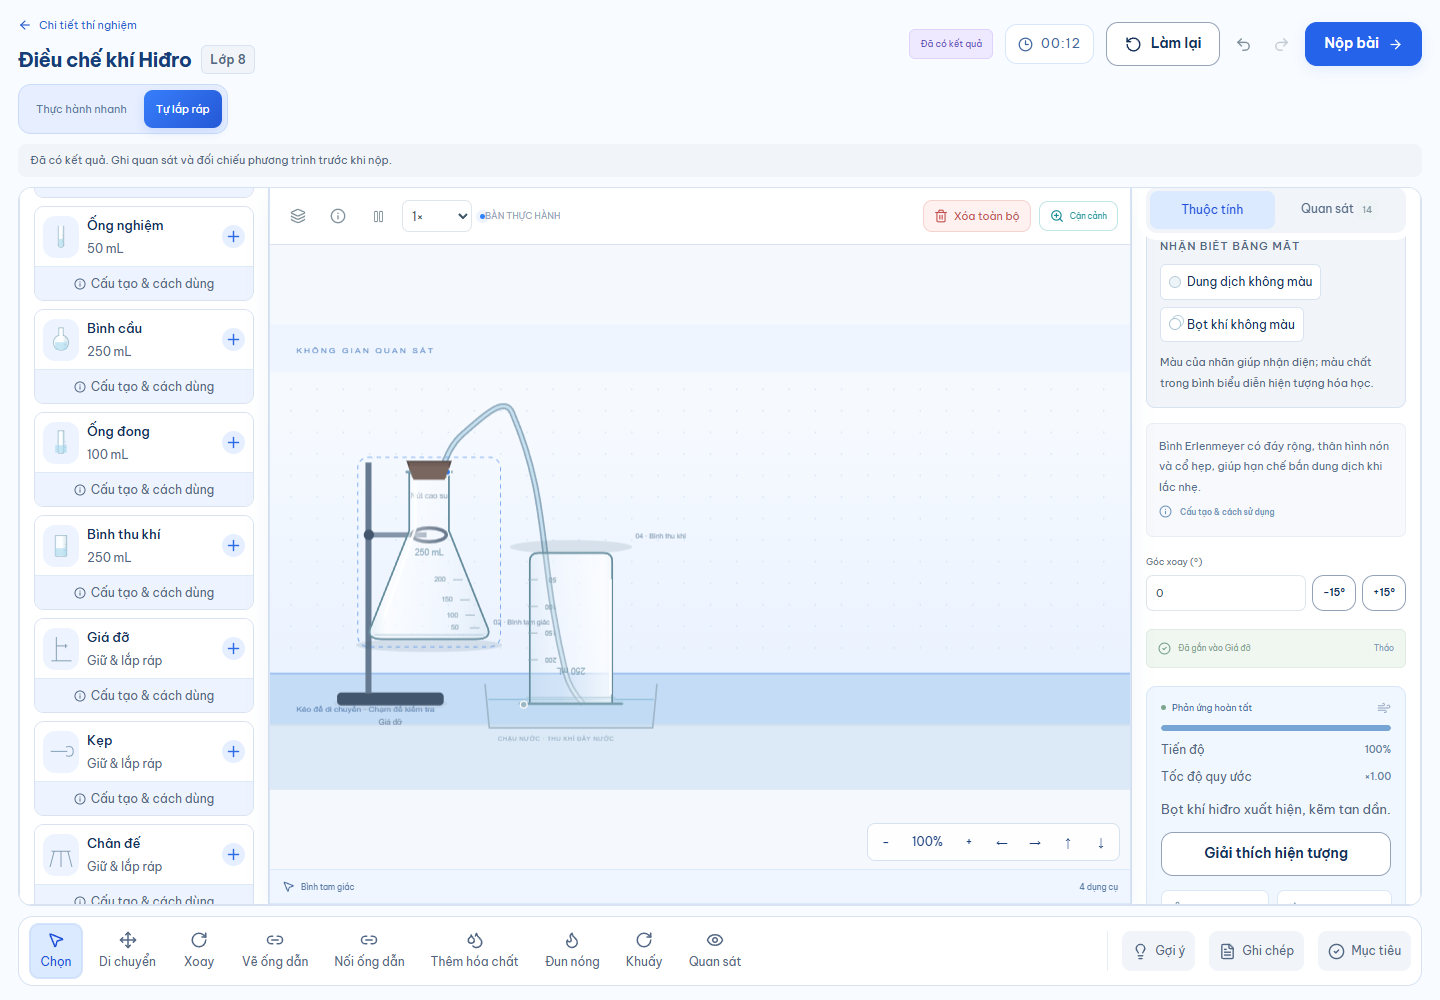 Chi tiết thí nghiệm
Điều chế khí Hiđro
Lớp 8
Đã có kết quả
00:12
Làm lại
Nộp bài
Thực hành nhanh
Tự lắp ráp
Đã có kết quả. Ghi quan sát và đối chiếu phương trình trước khi nộp.
Ống nghiệm
50 mL
Cấu tạo & cách dùng
Bình cầu
250 mL
Cấu tạo & cách dùng
Ống đong
100 mL
Cấu tạo & cách dùng
Bình thu khí
250 mL
Cấu tạo & cách dùng
Giá đỡ
Giữ & lắp ráp
Cấu tạo & cách dùng
Kẹp
Giữ & lắp ráp
Cấu tạo & cách dùng
Chân đế
Giữ & lắp ráp
Cấu tạo & cách dùng
1×
BÀN THỰC HÀNH
Xóa toàn bộ
Cận cảnh
KHÔNG GIAN QUAN SÁT
út cao su
250 mL
200
150
100
50
02 · Bình tam giác
04 · Bình thu khí
50
100
150
200
250 mL
Kéo để di chuyển · Chạm để kiểm tra
Giá đỡ
CHẬU NƯỚC · THU KHÍ ĐẨY NƯỚC
- 100% + ← → ↑ ↓
Bình tam giác
4 dụng cụ
Thuộc tính
Quan sát 14
NHẬN BIẾT BẰNG MẮT
Dung dịch không màu
Bọt khí không màu
Màu của nhãn giúp nhận diện; màu chất
trong bình biểu diễn hiện tượng hóa học.
Bình Erlenmeyer có đáy rộng, thân hình nón
và cổ hẹp, giúp hạn chế bắn dung dịch khi
lắc nhẹ.
Cấu tạo & cách sử dụng
Góc xoay (°)
0
-15°
+15°
Đã gắn vào Giá đỡ
Tháo
Phản ứng hoàn tất
Tiến độ
100%
Tốc độ quy ước
×1.00
Bọt khí hiđro xuất hiện, kẽm tan dần.
Giải thích hiện tượng
Chọn
Di chuyển
Xoay
Vẽ ống dẫn
Nối ống dẫn
Thêm hóa chất
Đun nóng
Khuấy
Quan sát
Gợi ý
Ghi chép
Mục tiêu